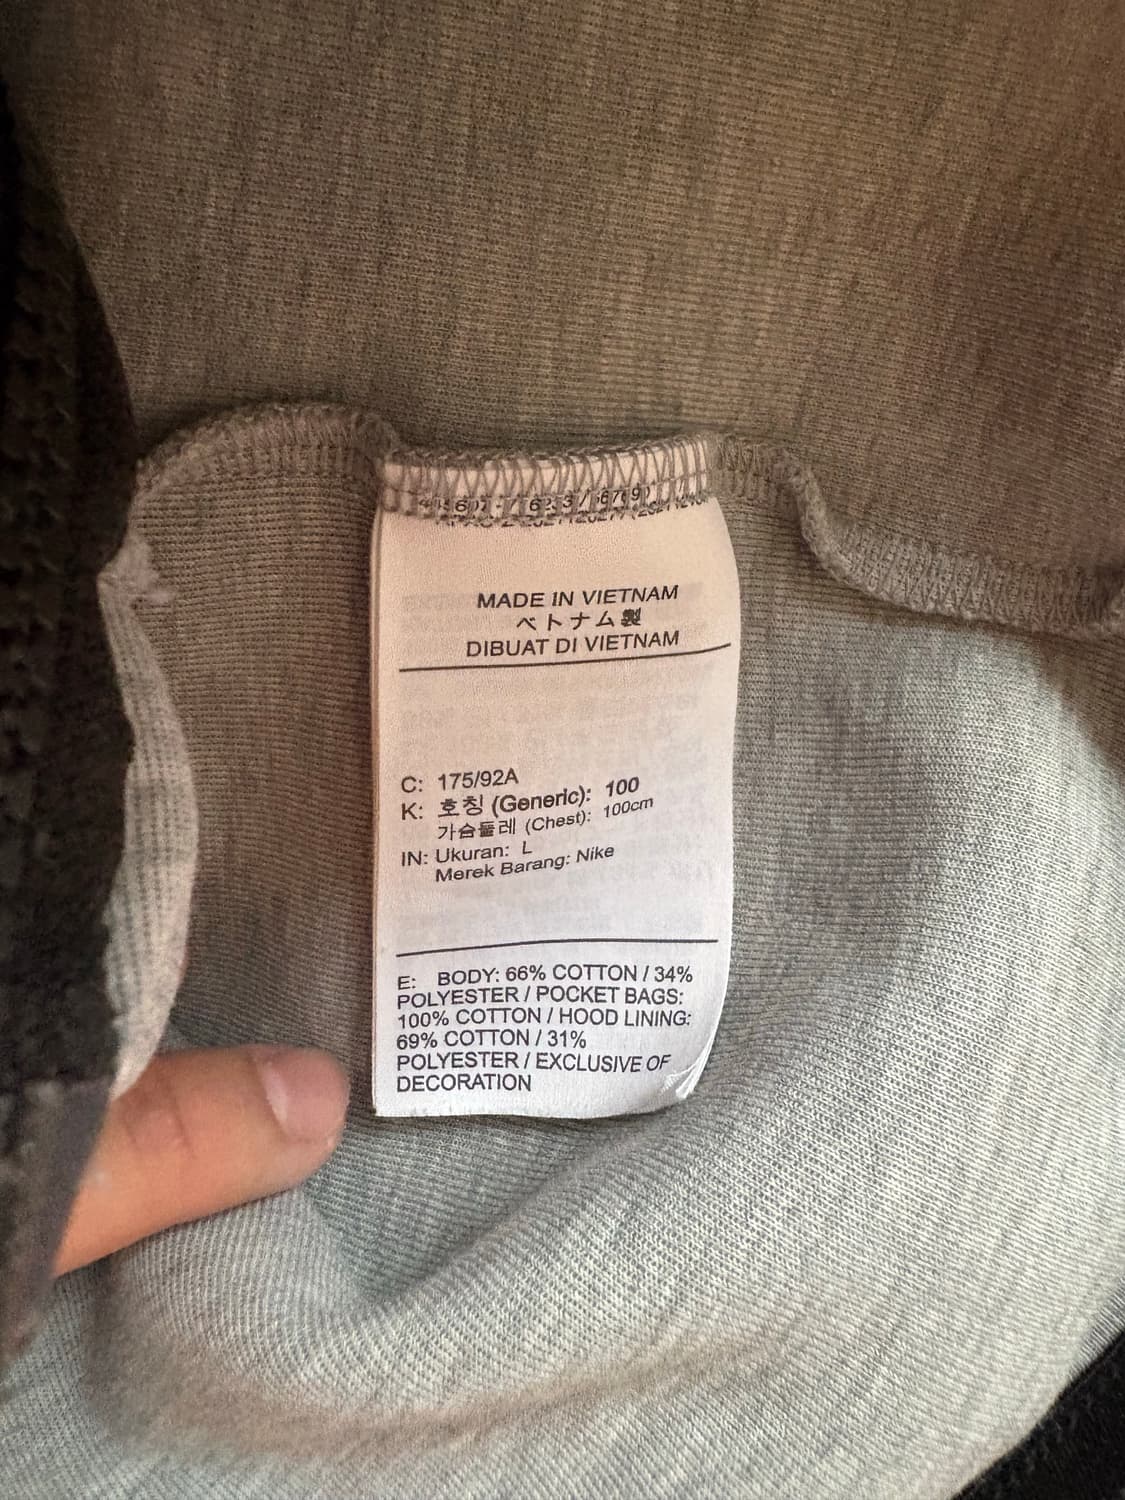 MADE IN VIETNAM
ベトナム製
DIBUAT DI VIETNAM
C: 175/92A
K: 호칭 (Generic): 100
가슴둘레 (Chest): 100cm
IN: Ukuran: L
Merek Barang: Nike
E: BODY: 66% COTTON / 34%
POLYESTER / POCKET BAGS:
100% COTTON / HOOD LINING:
69% COTTON / 31%
POLYESTER / EXCLUSIVE OF
DECORATION